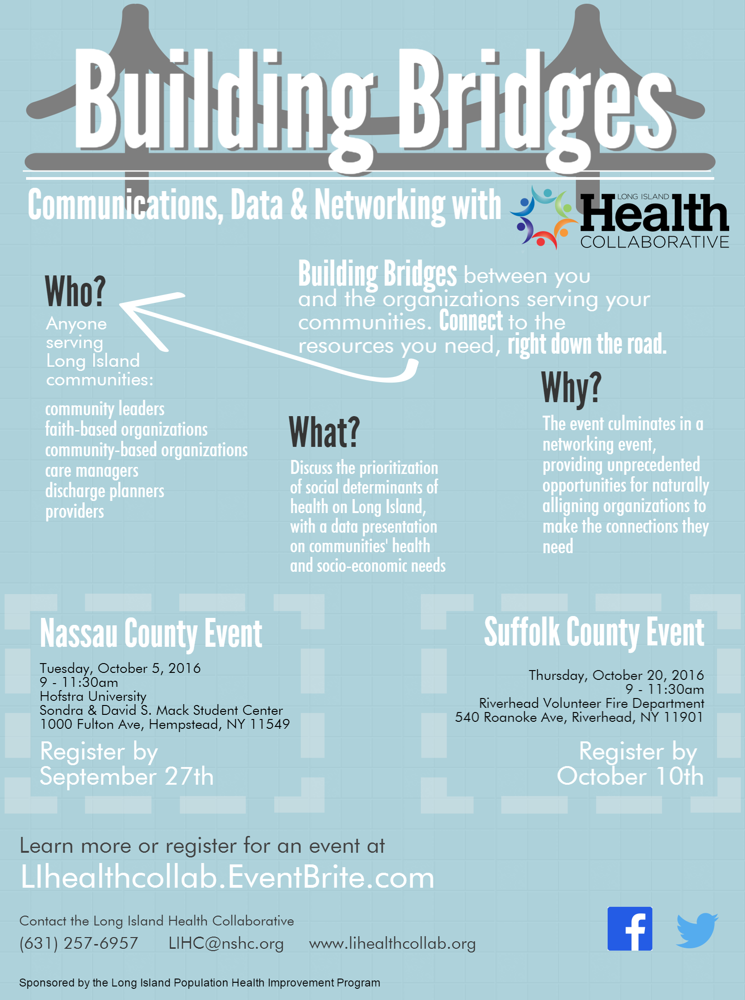 Building Bridges
Communications, Data & Networking with
LONG ISLAND
Health
COLLABORATIVE
Building Bridges between you
and the organizations serving your
communities. Connect to the
resources you need, right down the road.
Who?
Anyone
serving
Long Island
communities:
community leaders
faith-based organizations
community-based organizations
care managers
discharge planners
providers
What?
Discuss the prioritization
of social determinants of
health on Long Island,
with a data presentation
on communities' health
and socio-economic needs
Why?
The event culminates in a
networking event,
providing unprecedented
opportunities for naturally
alligning organizations to
make the connections they
need
Nassau County Event
Tuesday, October 5, 2016
9 - 11:30am
Hofstra University
Sondra & David S. Mack Student Center
1000 Fulton Ave, Hempstead, NY 11549
Register by
September 27th
Suffolk County Event
Thursday, October 20, 2016
9 - 11:30am
Riverhead Volunteer Fire Department
540 Roanoke Ave, Riverhead, NY 11901
Register by
October 10th
Learn more or register for an event at
LIhealthcollab.EventBrite.com
Contact the Long Island Health Collaborative
(631) 257-6957 LIHC@nshc.org www.lihealthcollab.org
Sponsored by the Long Island Population Health Improvement Program